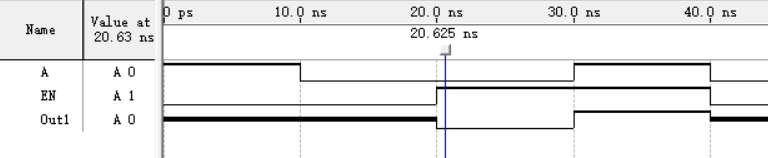 Name Value at 20.63 ns
0 ps 10.0 ns 20.0 ns 30.0 ns 40.0 ns
20.625 ns
A A 0
EN A 1
Out1 A 0